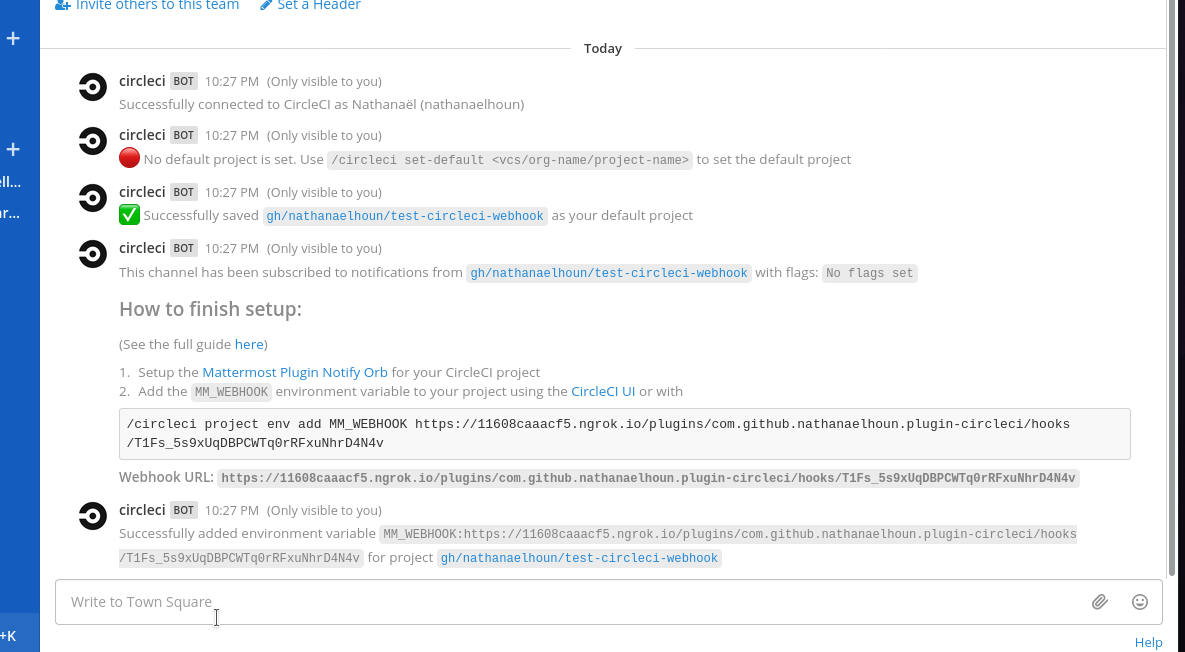 Invite others to this team Set a Header
Today
circleci BOT 10:27 PM (Only visible to you)
Successfully connected to CircleCI as Nathanaël (nathanaelhoun)
circleci BOT 10:27 PM (Only visible to you)
No default project is set. Use /circleci set-default <vcs/org-name/project-name> to set the default project
circleci BOT 10:27 PM (Only visible to you)
Successfully saved gh/nathanaelhoun/test-circleci-webhook as your default project
circleci BOT 10:27 PM (Only visible to you)
This channel has been subscribed to notifications from gh/nathanaelhoun/test-circleci-webhook with flags: No flags set
How to finish setup:
(See the full guide here)
1. Setup the Mattermost Plugin Notify Orb for your CircleCI project
2. Add the MM_WEBHOOK environment variable to your project using the CircleCI UI or with
/circleci project env add MM_WEBHOOK https://11608caaacf5.ngrok.io/plugins/com.github.nathanaelhoun.plugin-circleci/hooks
/T1Fs_5s9xUqDBPCWTq0rRFxuNhrD4N4v
Webhook URL: https://11608caaacf5.ngrok.io/plugins/com.github.nathanaelhoun.plugin-circleci/hooks/T1Fs_5s9xUqDBPCWTq0rRFxuNhrD4N4v
circleci BOT 10:27 PM (Only visible to you)
Successfully added environment variable MM_WEBHOOK:https://11608caaacf5.ngrok.io/plugins/com.github.nathanaelhoun.plugin-circleci/hooks
/T1Fs_5s9xUqDBPCWTq0rRFxuNhrD4N4v for project gh/nathanaelhoun/test-circleci-webhook
Write to Town Square
+K
Help